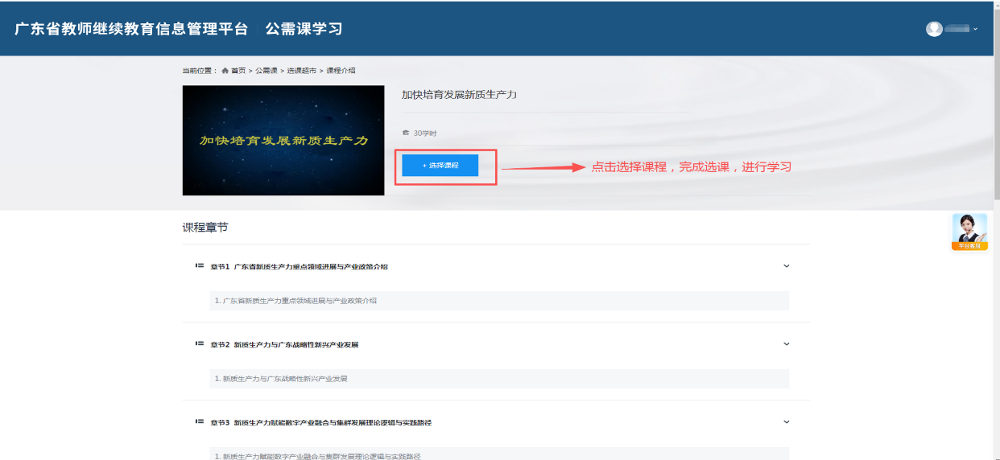 广东省教师继续教育信息管理平台 公需课学习
当前位置： 首页 > 公需课 > 选课超市 > 课程介绍
加快培育发展新质生产力
加快培育发展新质生产力
30学时
+ 选择课程
点击选择课程，完成选课，进行学习
平台客服
课程章节
章节1 广东省新质生产力重点领域进展与产业政策介绍
1. 广东省新质生产力重点领域进展与产业政策介绍
章节2 新质生产力与广东战略性新兴产业发展
1. 新质生产力与广东战略性新兴产业发展
章节3 新质生产力赋能数字产业融合与集群发展理论逻辑与实践路径
1. 新质生产力赋能数字产业融合与集群发展理论逻辑与实践路径